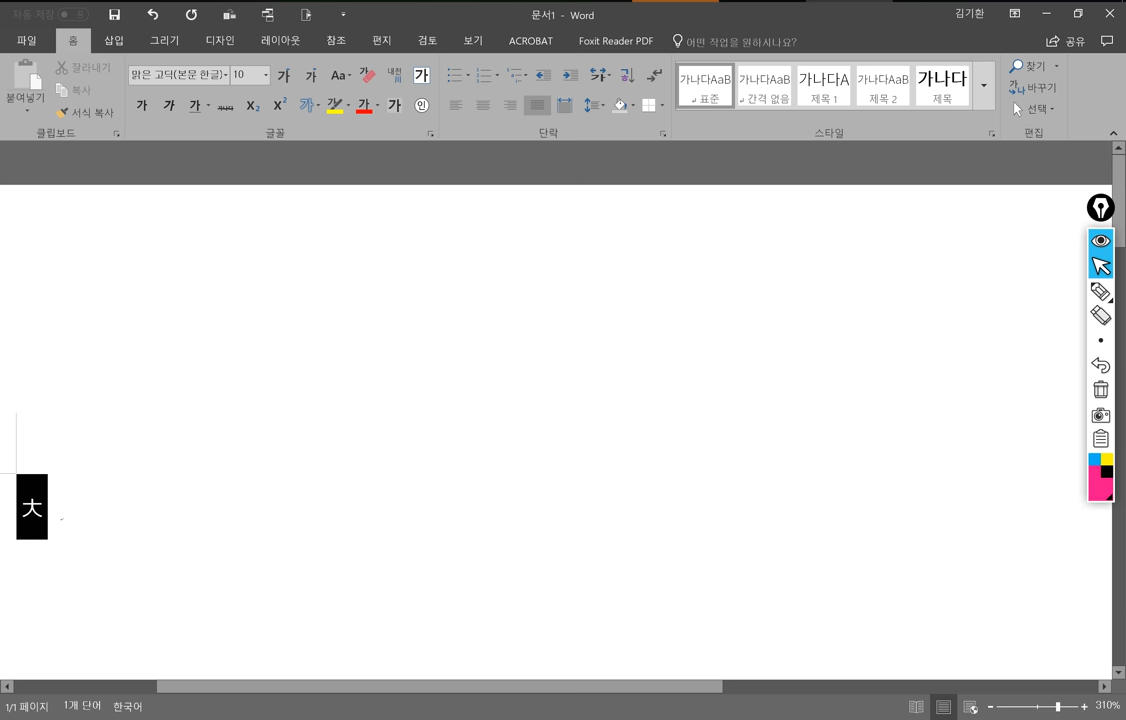 자동 저장
문서1 - Word
김기환
파일 홈 삽입 그리기 디자인 레이아웃 참조 편지 검토 보기 ACROBAT Foxit Reader PDF 어떤 작업을 원하시나요? 공유
붙여넣기
잘라내기
복사
서식 복사
클립보드
맑은 고딕(본문 한글) 10 가 가 Aa 가 내천 川 가
가 가 가 가나다 X₂ X² 가 가 가 가 인
글꼴
단락
가나다AaB 가나다AaB 가나다A 가나다AaB 가나다
표준 간격 없음 제목 1 제목 2 제목
스타일
찾기
바꾸기
선택
편집
大
1/1 페이지 1개 단어 한국어 310%